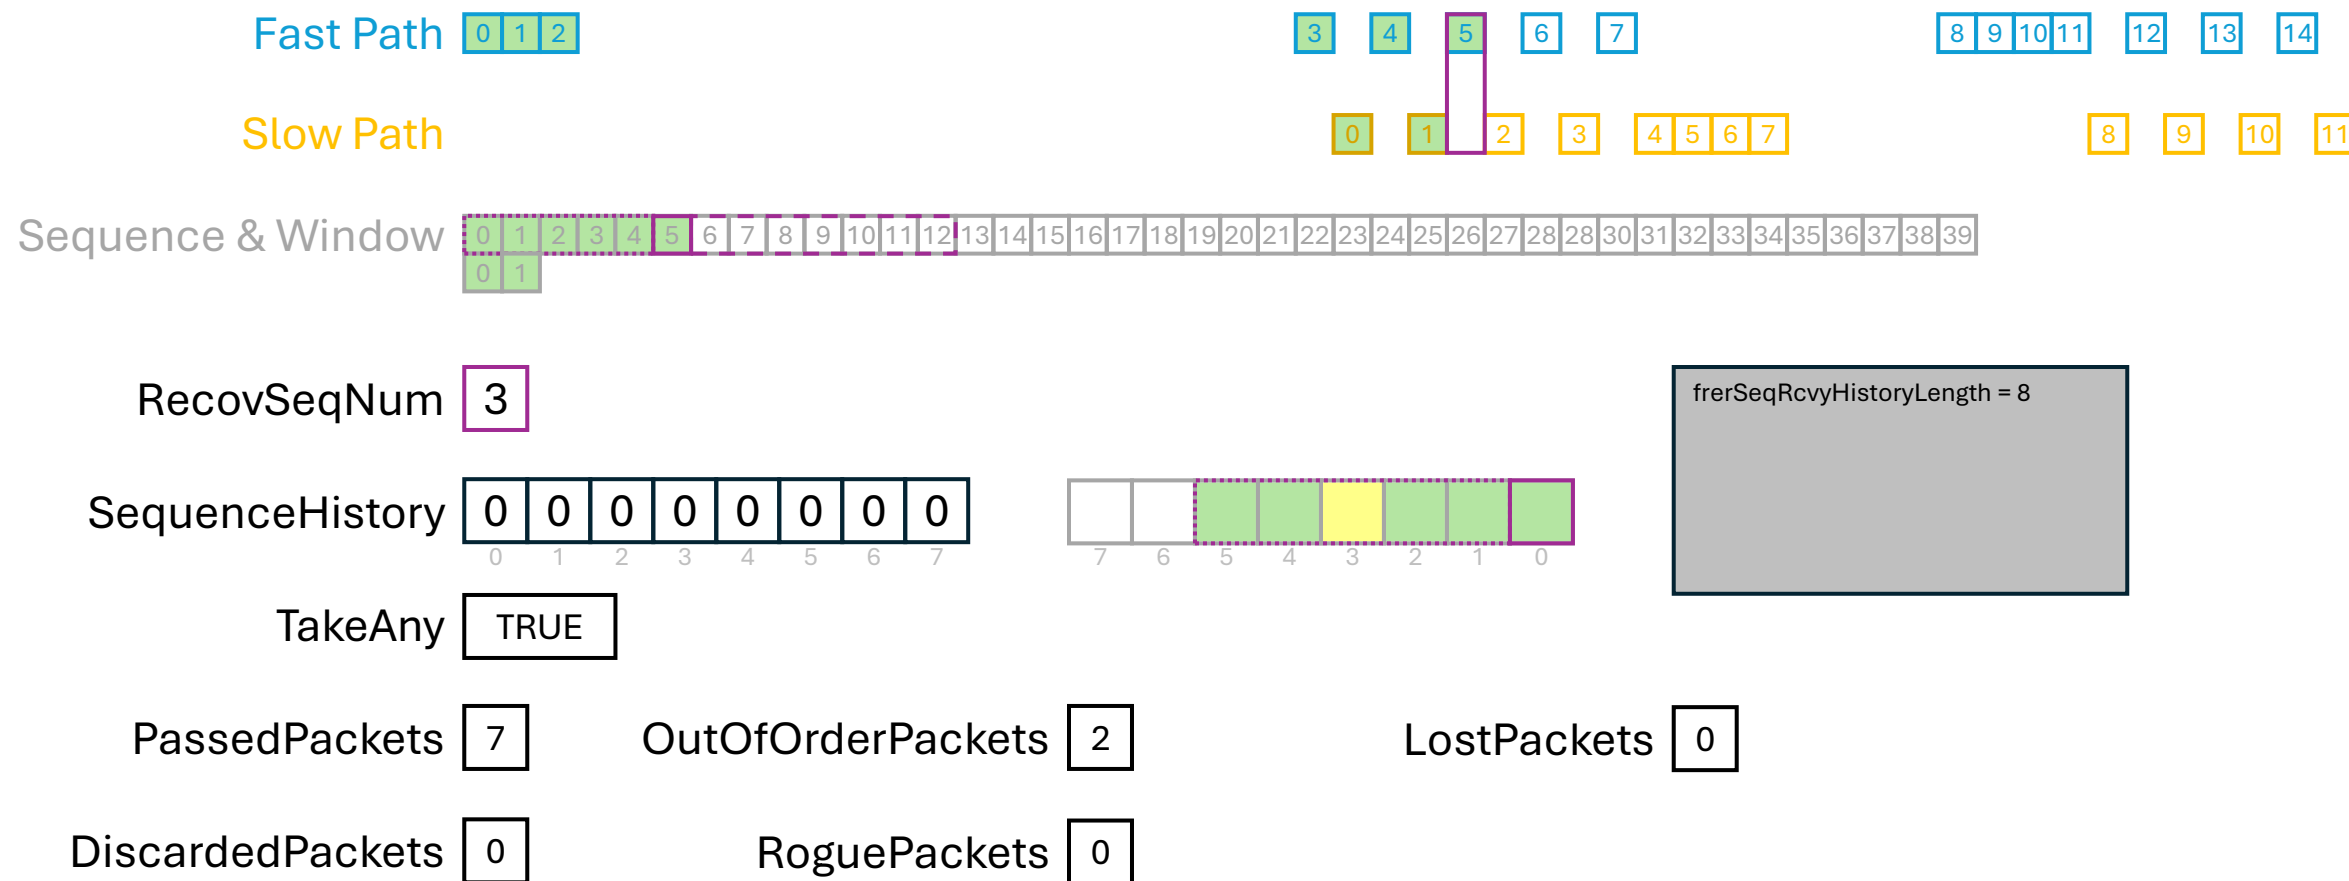 Fast Path 0 1 2 3 4 5 6 7 8 9 10 11 12 13 14
Slow Path 0 1 2 3 4 5 6 7 8 9 10 11
Sequence & Window 0 1 2 3 4 5 6 7 8 9 10 11 12 13 14 15 16 17 18 19 20 21 22 23 24 25 26 27 28 28 30 31 32 33 34 35 36 37 38 39
0 1
RecovSeqNum 3
frerSeqRcvyHistoryLength = 8
SequenceHistory 0 0 0 0 0 0 0 0
0 1 2 3 4 5 6 7 7 6 5 4 3 2 1 0
TakeAny TRUE
PassedPackets 7 OutOfOrderPackets 2 LostPackets 0
DiscardedPackets 0 RoguePackets 0